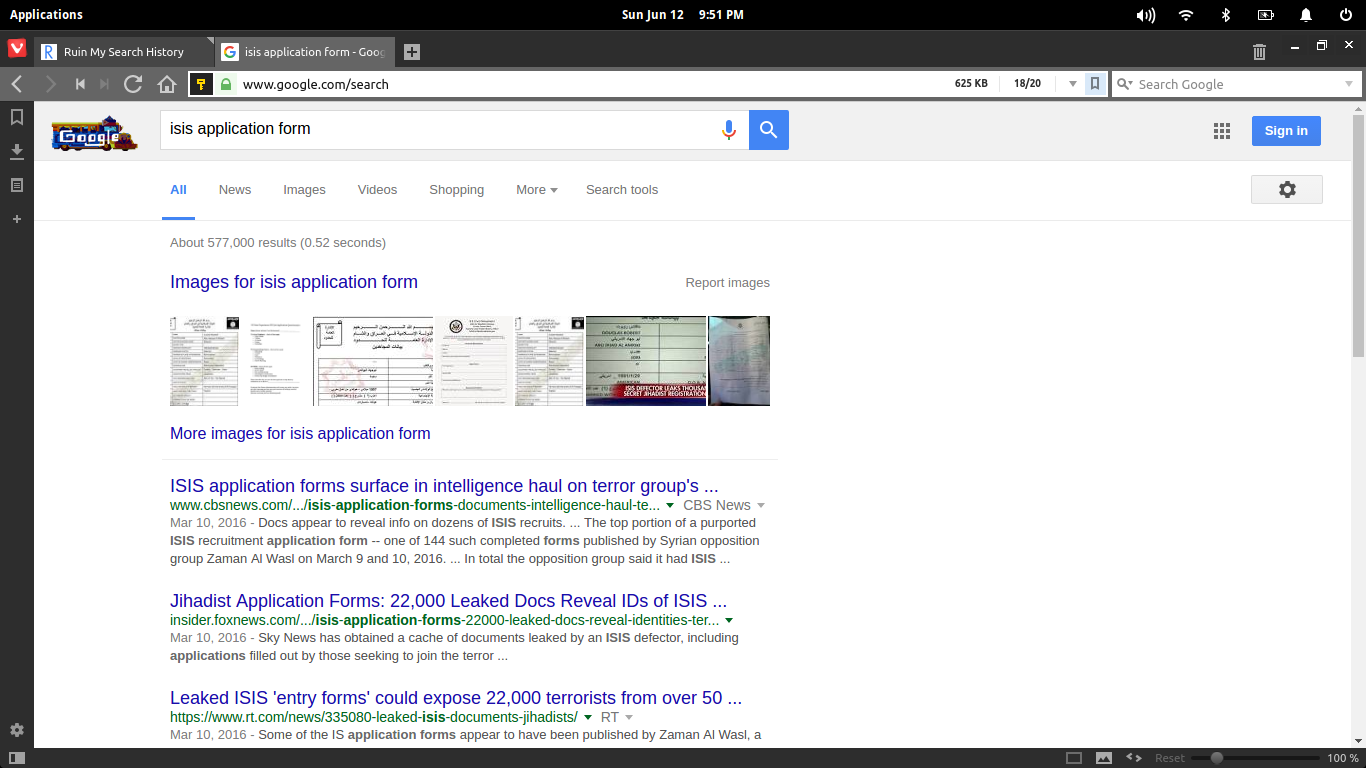 Applications
Sun Jun 12 9:51 PM
Ruin My Search History
isis application form - Goog
www.google.com/search
625 KB
18/20
Search Google
Google
isis application form
Sign in
All
News
Images
Videos
Shopping
More
Search tools
About 577,000 results (0.52 seconds)
Images for isis application form
Report images
ISIS DEFECTOR LEAKS THOUSAN
SECRET JIHADIST REGISTRATION
More images for isis application form
ISIS application forms surface in intelligence haul on terror group's ...
www.cbsnews.com/.../isis-application-forms-documents-intelligence-haul-te... CBS News
Mar 10, 2016 - Docs appear to reveal info on dozens of ISIS recruits. ... The top portion of a purported
ISIS recruitment application form -- one of 144 such completed forms published by Syrian opposition
group Zaman Al Wasl on March 9 and 10, 2016. ... In total the opposition group said it had ISIS ...
Jihadist Application Forms: 22,000 Leaked Docs Reveal IDs of ISIS ...
insider.foxnews.com/.../isis-application-forms-22000-leaked-docs-reveal-identities-ter...
Mar 10, 2016 - Sky News has obtained a cache of documents leaked by an ISIS defector, including
applications filled out by those seeking to join the terror ...
Leaked ISIS 'entry forms' could expose 22,000 terrorists from over 50 ...
https://www.rt.com/news/335080-leaked-isis-documents-jihadists/ RT
Mar 10, 2016 - Some of the IS application forms appear to have been published by Zaman Al Wasl, a
Reset
100 %